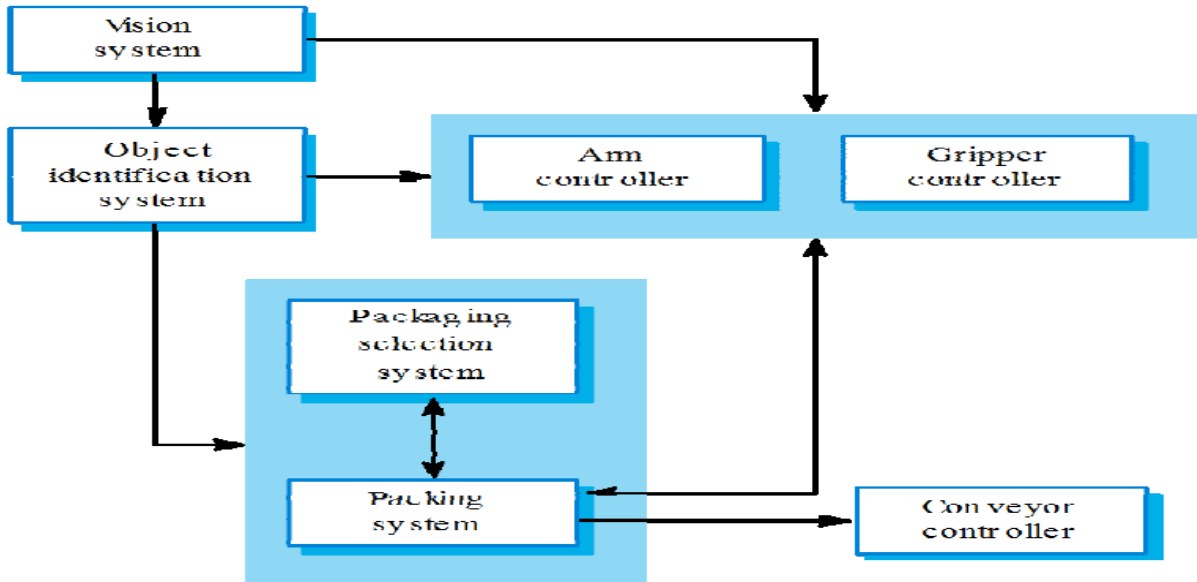 Vision
system
Object
identification
system
Arm
controller
Gripper
controller
Packaging
selection
system
Packing
system
Conveyor
controller